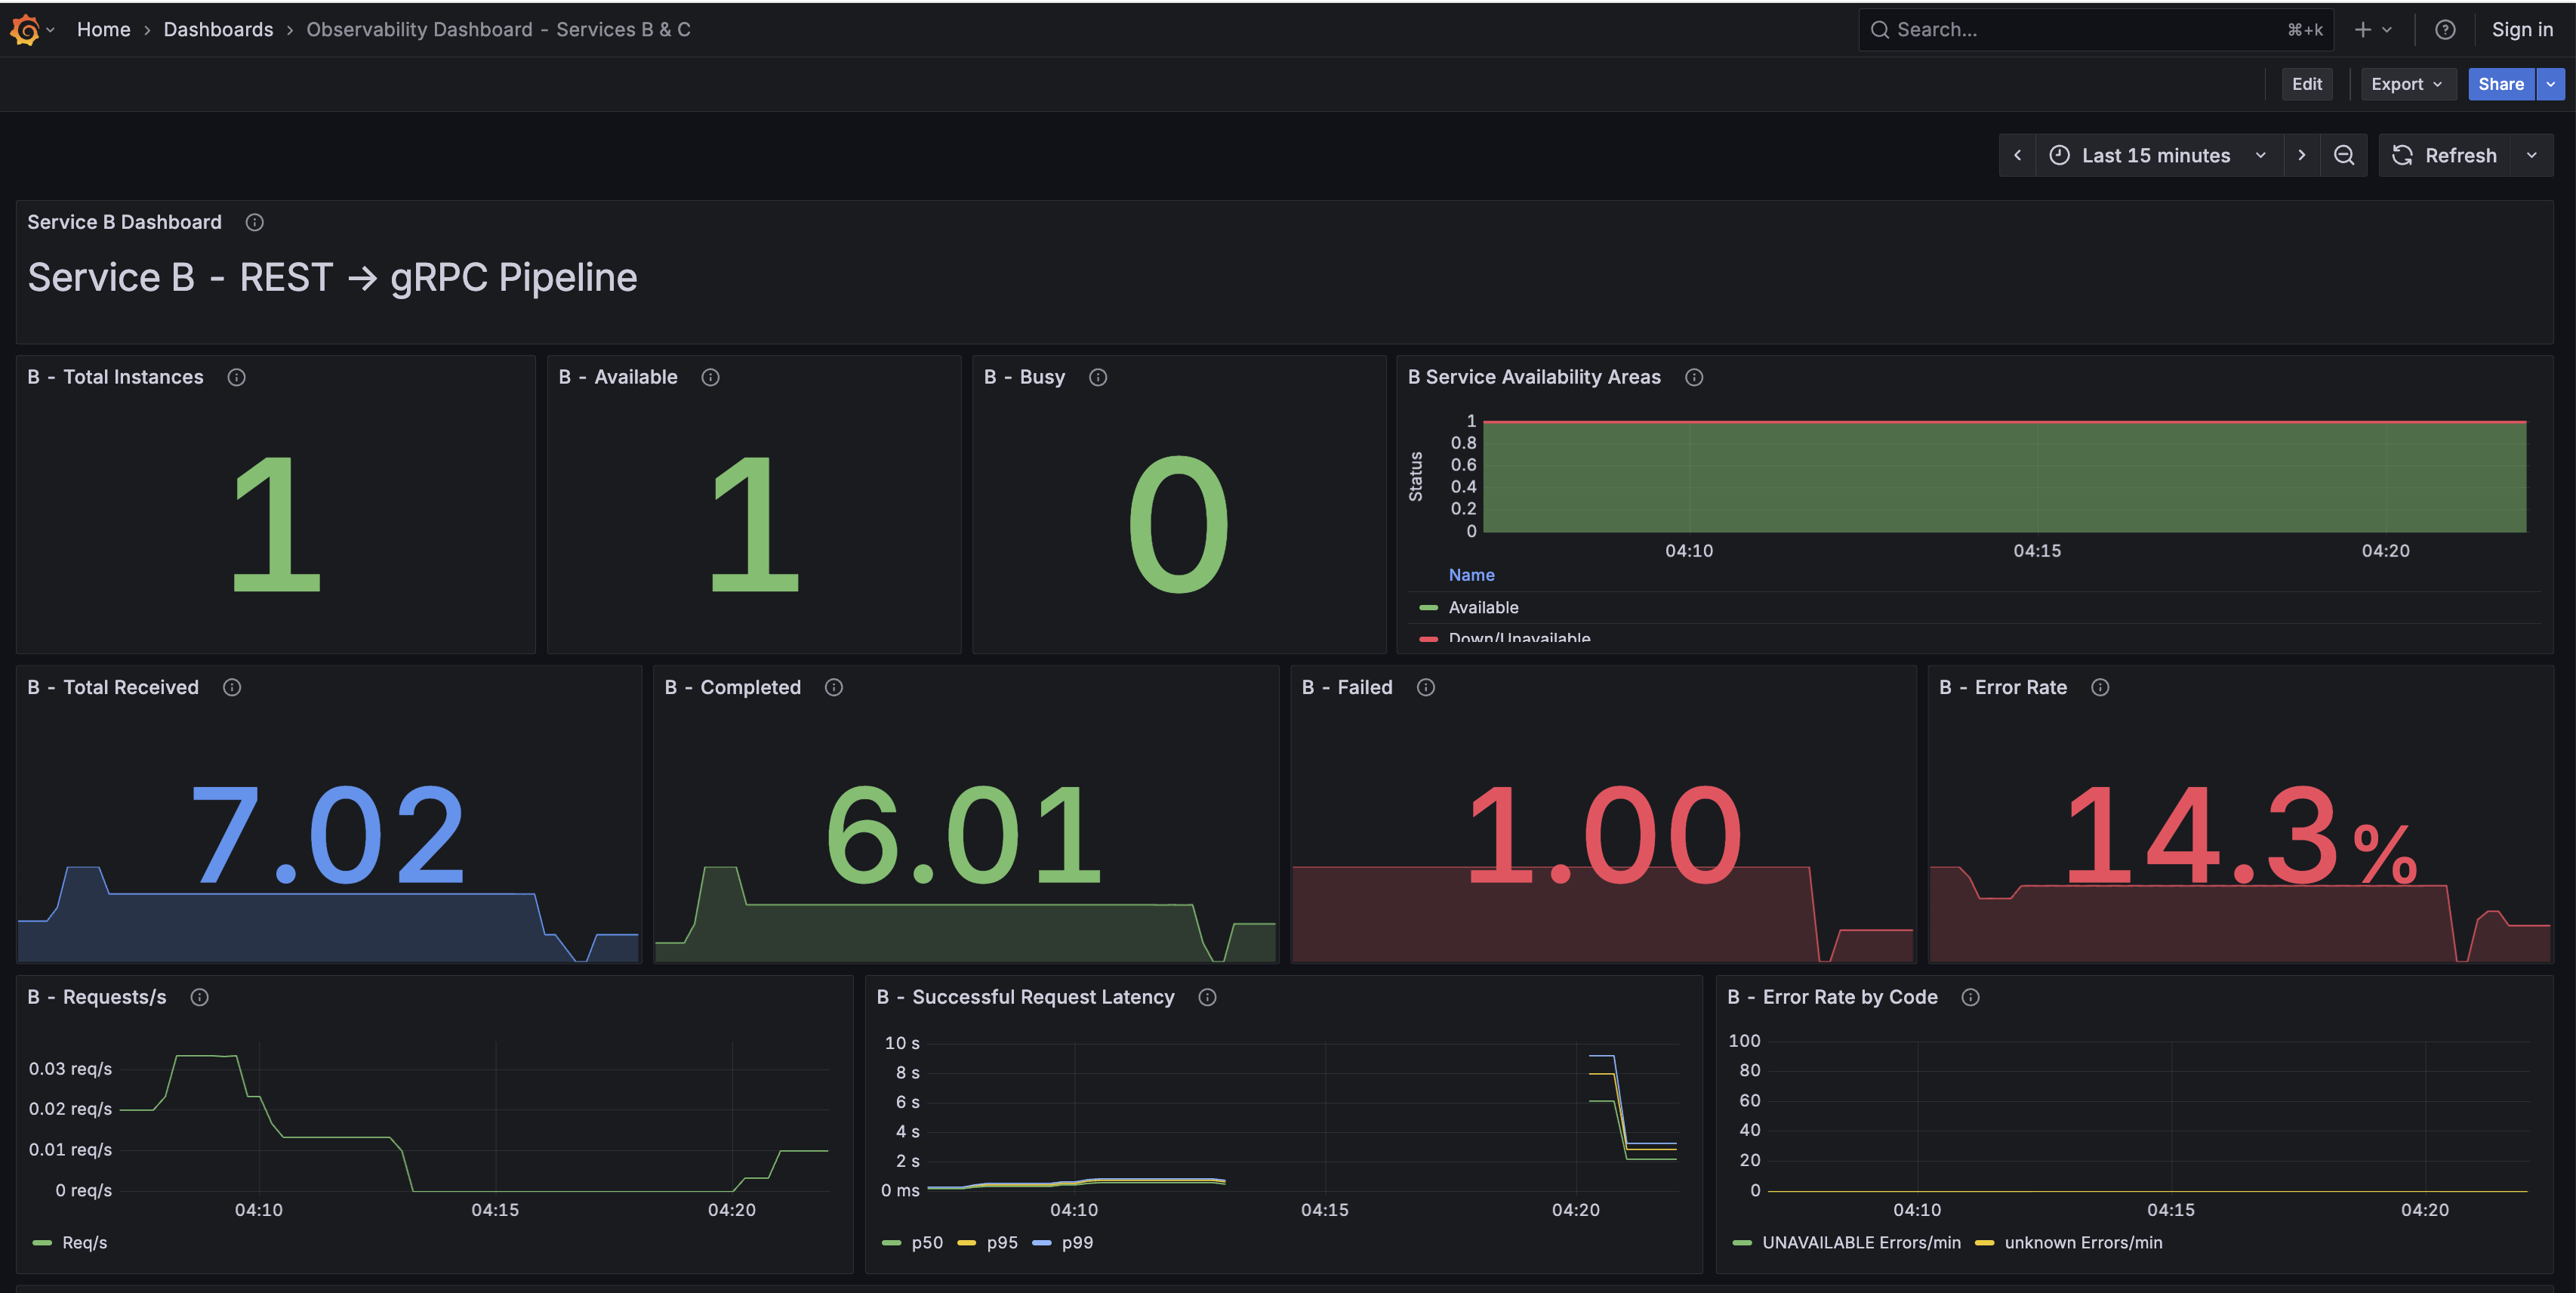 Home › Dashboards › Observability Dashboard - Services B & C
Search...
⌘+k
Sign in
Edit
Export
Share
Last 15 minutes
Refresh
Service B Dashboard
Service B - REST → gRPC Pipeline
B - Total Instances
1
B - Available
1
B - Busy
0
B Service Availability Areas
Status
1
0.8
0.6
0.4
0.2
0
04:10
04:15
04:20
Name
Available
Down/Unavailable
B - Total Received
7.02
B - Completed
6.01
B - Failed
1.00
B - Error Rate
14.3%
B - Requests/s
0.03 req/s
0.02 req/s
0.01 req/s
0 req/s
04:10
04:15
04:20
Req/s
B - Successful Request Latency
10 s
8 s
6 s
4 s
2 s
0 ms
04:10
04:15
04:20
p50
p95
p99
B - Error Rate by Code
100
80
60
40
20
0
04:10
04:15
04:20
UNAVAILABLE Errors/min
unknown Errors/min